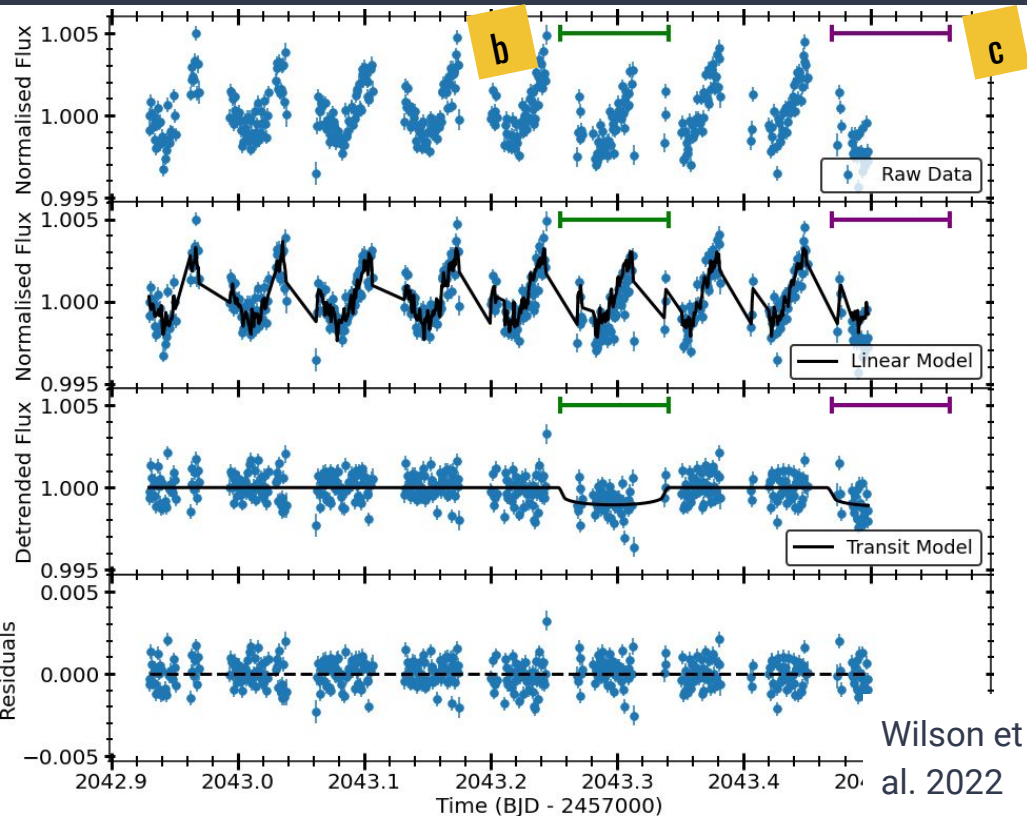 Normalised Flux
1.005
1.000
0.995
b
c
Raw Data
Normalised Flux
1.005
1.000
0.995
Linear Model
Detrended Flux
1.005
1.000
0.995
Transit Model
Residuals
0.005
0.000
−0.005
2042.9 2043.0 2043.1 2043.2 2043.3 2043.4
Time (BJD - 2457000)
Wilson et
al. 2022